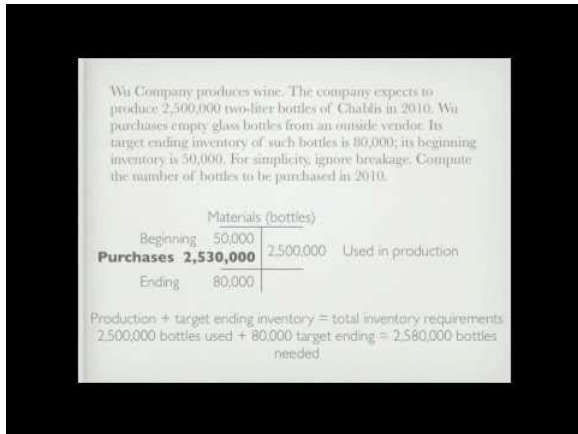 Wu Company produces wine. The company expects to
produce 2,500,000 two-liter bottles of Chablis in 2010. Wu
purchases empty glass bottles from an outside vendor. Its
target ending inventory of such bottles is 80,000; its beginning
inventory is 50,000. For simplicity, ignore breakage. Compute
the number of bottles to be purchased in 2010.
Materials (bottles)
Beginning 50,000
2,500,000 Used in production
Purchases 2,530,000
Ending 80,000
Production + target ending inventory = total inventory requirements
2,500,000 bottles used + 80,000 target ending = 2,580,000 bottles
needed